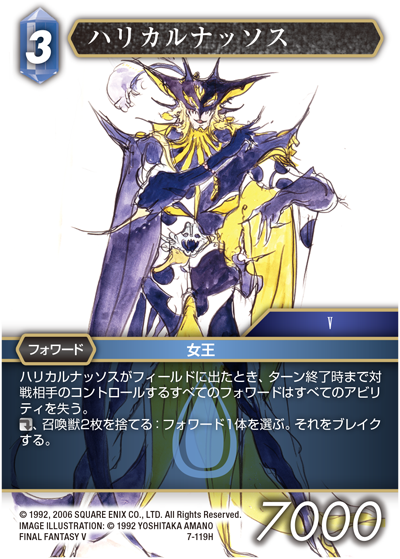 3
ハリカルナッソス
V
フォワード
女王
ハリカルナッソスがフィールドに出たとき、ターン終了時まで対
戦相手のコントロールするすべてのフォワードはすべてのアビリ
ティを失う。
、召喚獣2枚を捨てる：フォワード1体を選ぶ。それをブレイク
する。
© 1992, 2006 SQUARE ENIX CO., LTD. All Rights Reserved.
IMAGE ILLUSTRATION: © 1992 YOSHITAKA AMANO
FINAL FANTASY V 7-119H
7000